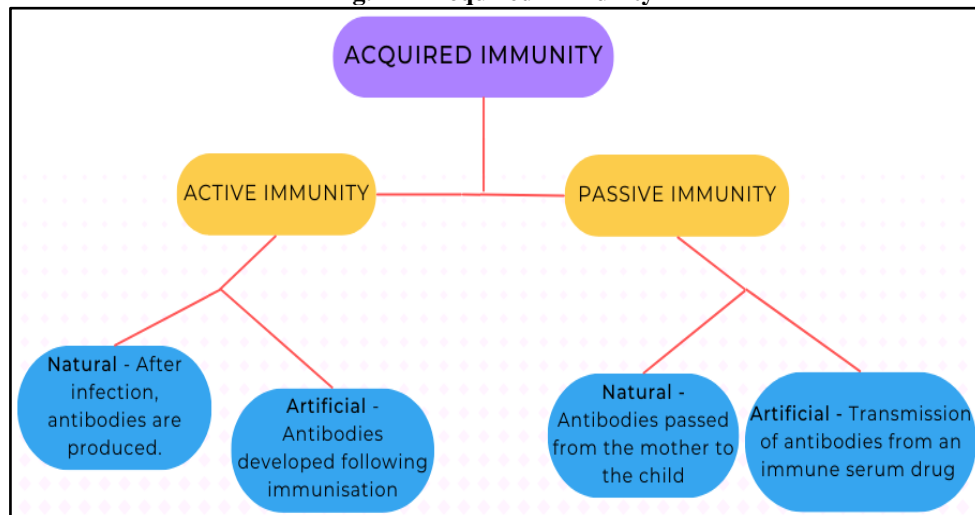 ACQUIRED IMMUNITY
ACTIVE IMMUNITY
PASSIVE IMMUNITY
Natural - After
infection,
antibodies are
produced.
Artificial -
Antibodies
developed following
immunisation
Natural -
Antibodies passed
from the mother to
the child
Artificial - Transmission
of antibodies from an
immune serum drug